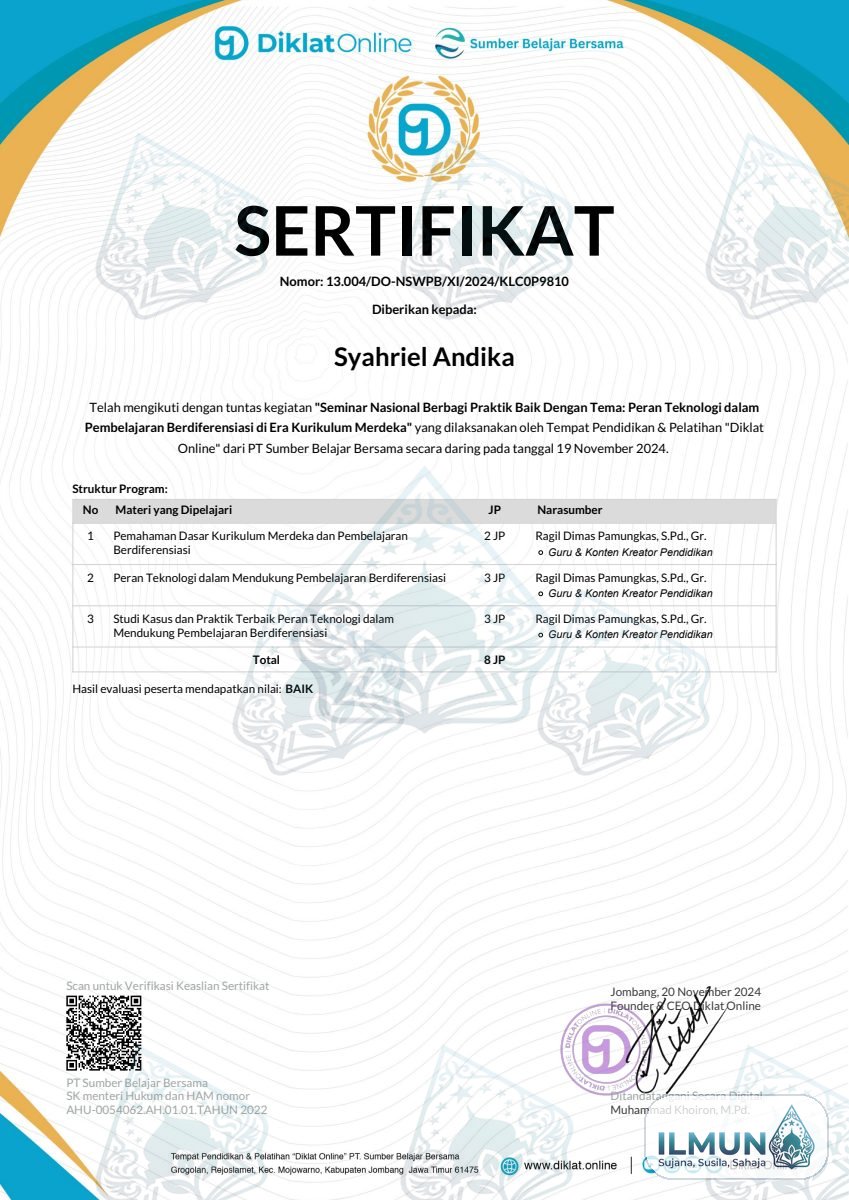 DiklatOnline Sumber Belajar Bersama
SERTIFIKAT
Nomor: 13.004/DO-NSWPB/XI/2024/KLC0P9810
Diberikan kepada:
Syahriel Andika
Telah mengikuti dengan tuntas kegiatan "Seminar Nasional Berbagi Praktik Baik Dengan Tema: Peran Teknologi dalam
Pembelajaran Berdiferensiasi di Era Kurikulum Merdeka" yang dilaksanakan oleh Tempat Pendidikan & Pelatihan "Diklat
Online" dari PT Sumber Belajar Bersama secara daring pada tanggal 19 November 2024.
Struktur Program:
No Materi yang Dipelajari JP Narasumber
1 Pemahaman Dasar Kurikulum Merdeka dan Pembelajaran 2 JP Ragil Dimas Pamungkas, S.Pd., Gr.
Berdiferensiasi Guru & Konten Kreator Pendidikan
2 Peran Teknologi dalam Mendukung Pembelajaran Berdiferensiasi 3 JP Ragil Dimas Pamungkas, S.Pd., Gr.
Guru & Konten Kreator Pendidikan
3 Studi Kasus dan Praktik Terbaik Peran Teknologi dalam 3 JP Ragil Dimas Pamungkas, S.Pd., Gr.
Mendukung Pembelajaran Berdiferensiasi Guru & Konten Kreator Pendidikan
Total 8 JP
Hasil evaluasi peserta mendapatkan nilai: BAIK
Scan untuk Verifikasi Keaslian Sertifikat
Jombang, 20 November 2024
Founder & CEO Diklat Online
DIKLATONLINE
PT Sumber Belajar Bersama
SK menteri Hukum dan HAM nomor
AHU-0054062.AH.01.01.TAHUN 2022
Ditandatangani Secara Digital
Muhammad Khoiron, M.Pd.
Tempat Pendidikan & Pelatihan "Diklat Online" PT. Sumber Belajar Bersama
Grogolan, Rejoslamet, Kec. Mojowarno, Kabupaten Jombang Jawa Timur 61475
www.diklat.online
ILMUN
Sujana, Susila, Sahaja